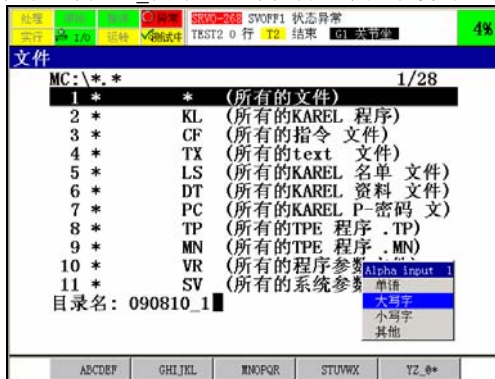 处理 异常 SRVO-268 SVOFF1 状态异常
实行 I/O 运转 测试中 TEST2 0 行 T2 结束 G1 关节坐 4%
文件
MC:\*.* 1/28
1 * * (所有的文件)
2 * KL (所有的KAREL 程序)
3 * CF (所有的指令 文件)
4 * TX (所有的text 文件)
5 * LS (所有的KAREL 名单 文件)
6 * DT (所有的KAREL 资料 文件)
7 * PC (所有的KAREL P-密码 文)
8 * TP (所有的TPE 程序 .TP)
9 * MN (所有的TPE 程序 .MN)
10 * VR (所有的程序参数
11 * SV (所有的系统参数
Alpha input 1
单语
大写字
小写字
其他
目录名: 090810_1
ABCDEF GHIJKL MNOPQR STUVWX YZ_@*